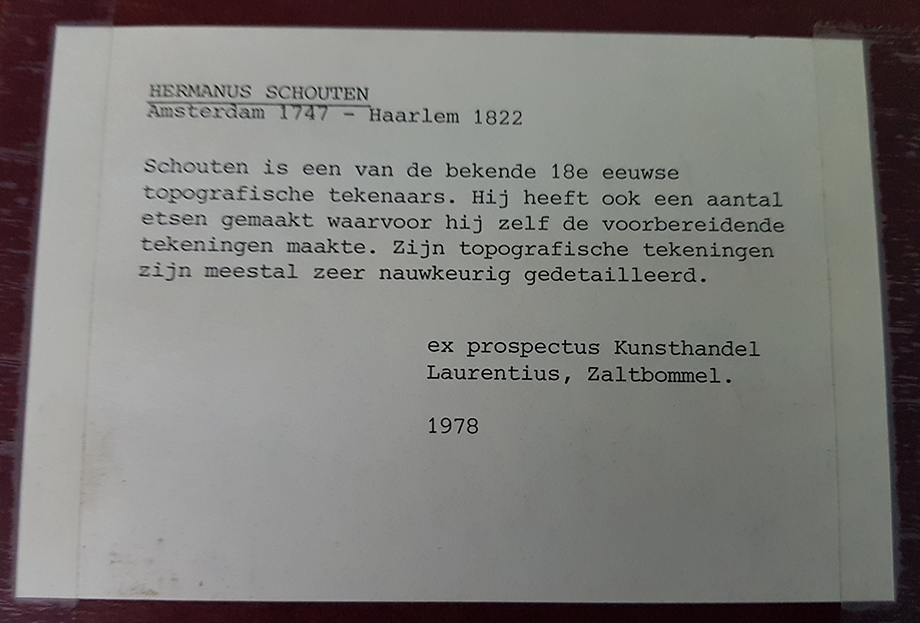 HERMANUS SCHOUTEN
Amsterdam 1747 - Haarlem 1822
Schouten is een van de bekende 18e eeuwse
topografische tekenaars. Hij heeft ook een aantal
etsen gemaakt waarvoor hij zelf de voorbereidende
tekeningen maakte. Zijn topografische tekeningen
zijn meestal zeer nauwkeurig gedetailleerd.
ex prospectus Kunsthandel
Laurentius, Zaltbommel.
1978